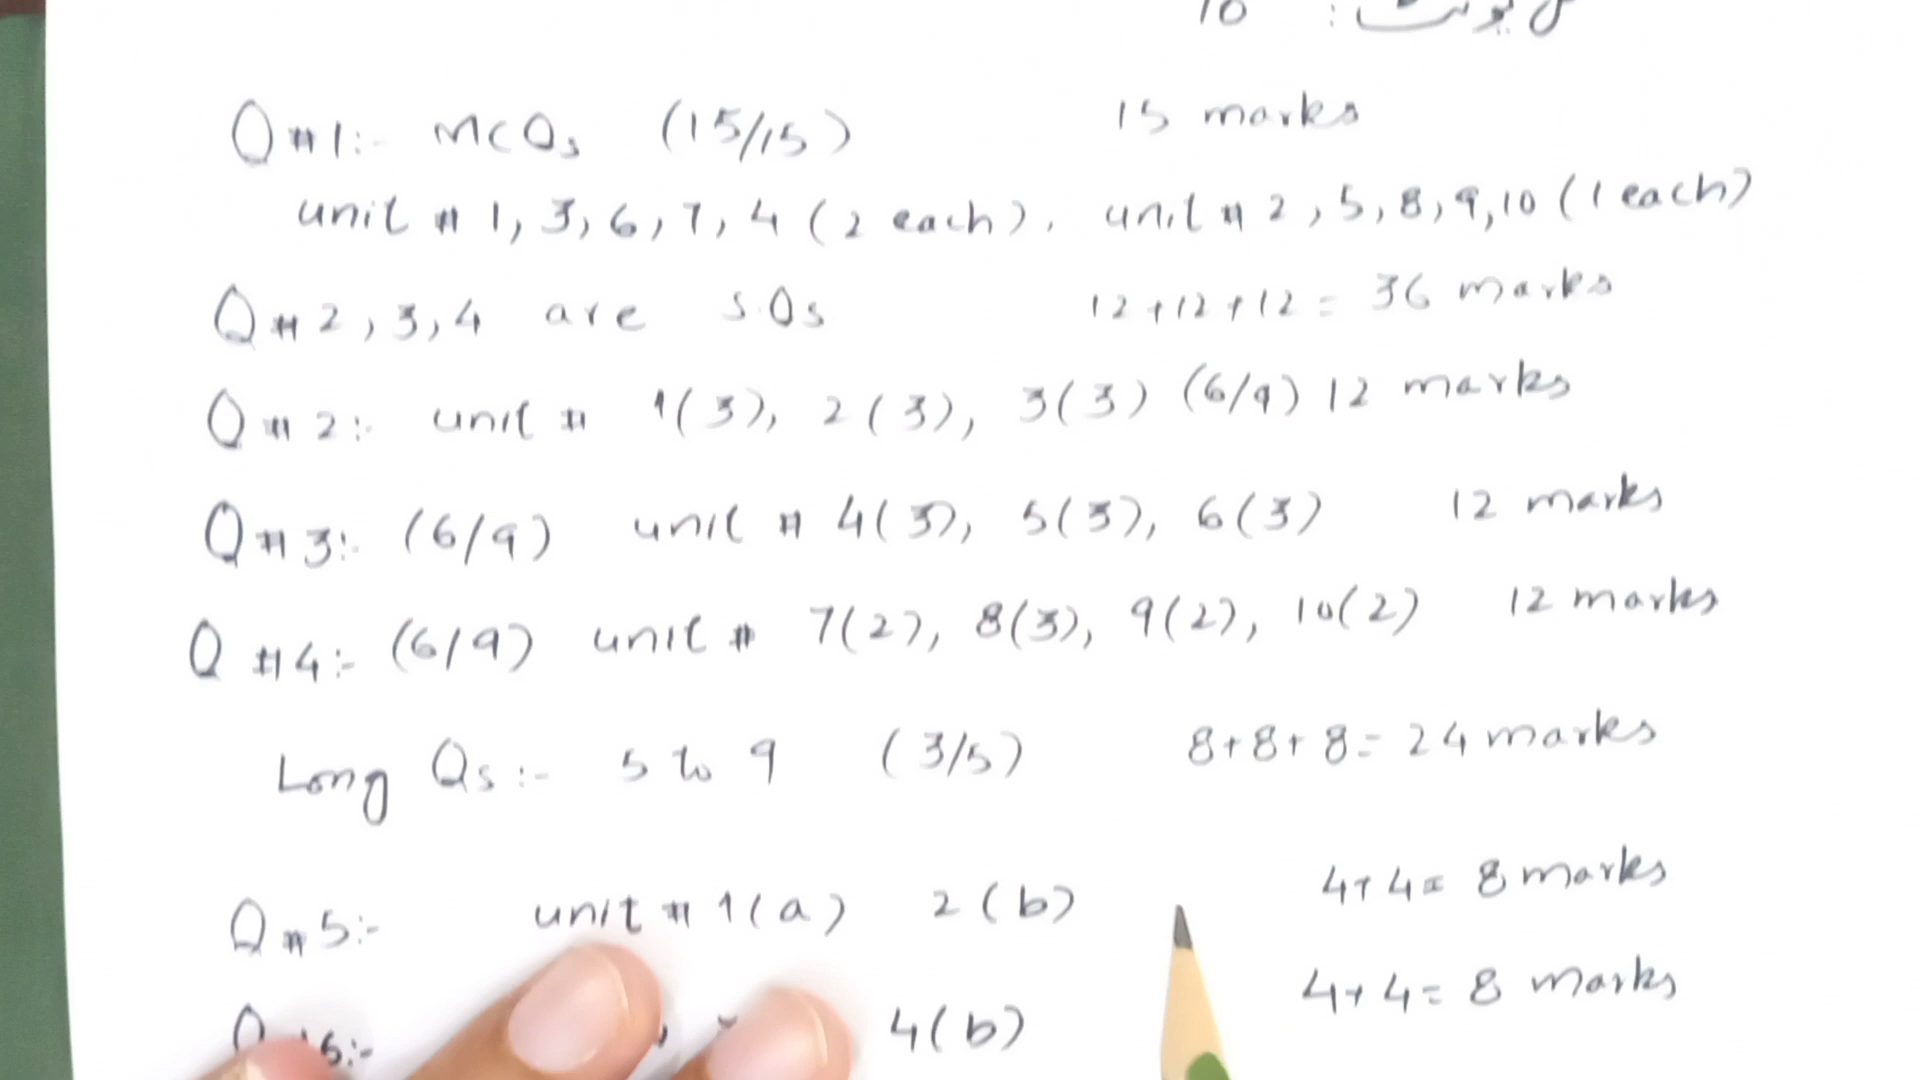 10 :
Q#1:- MCQs (15/15) 15 marks
unit # 1, 3, 6, 7, 4 (2 each), unit # 2, 5, 8, 9, 10 (1 each)
Q#2, 3, 4 are S.Qs 12+12+12 = 36 marks
Q#2:- unit # 1(3), 2(3), 3(3) (6/9) 12 marks
Q#3:- (6/9) unit # 4(3), 5(3), 6(3) 12 marks
Q#4:- (6/9) unit # 7(2), 8(3), 9(2), 10(2) 12 marks
Long Qs:- 5 to 9 (3/5) 8+8+8= 24 marks
Q#5:- unit # 1(a) 2(b) 4+4= 8 marks
Q 6:- 4(b) 4+4= 8 marks